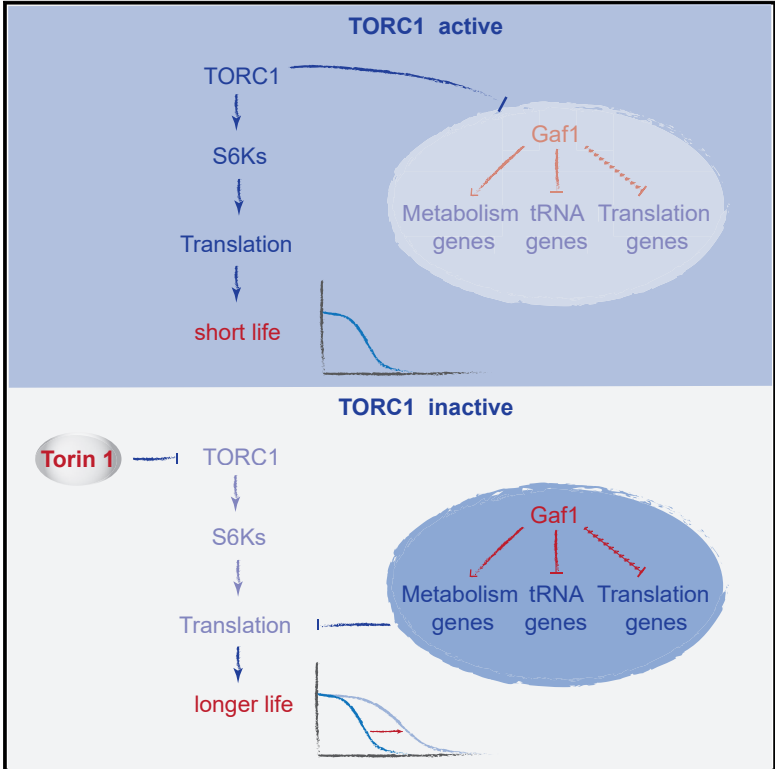 TORC1 active
TORC1
Gaf1
S6Ks
Metabolism tRNA Translation
genes genes genes
Translation
short life
TORC1 inactive
Torin 1
TORC1
Gaf1
S6Ks
Metabolism tRNA Translation
genes genes genes
Translation
longer life